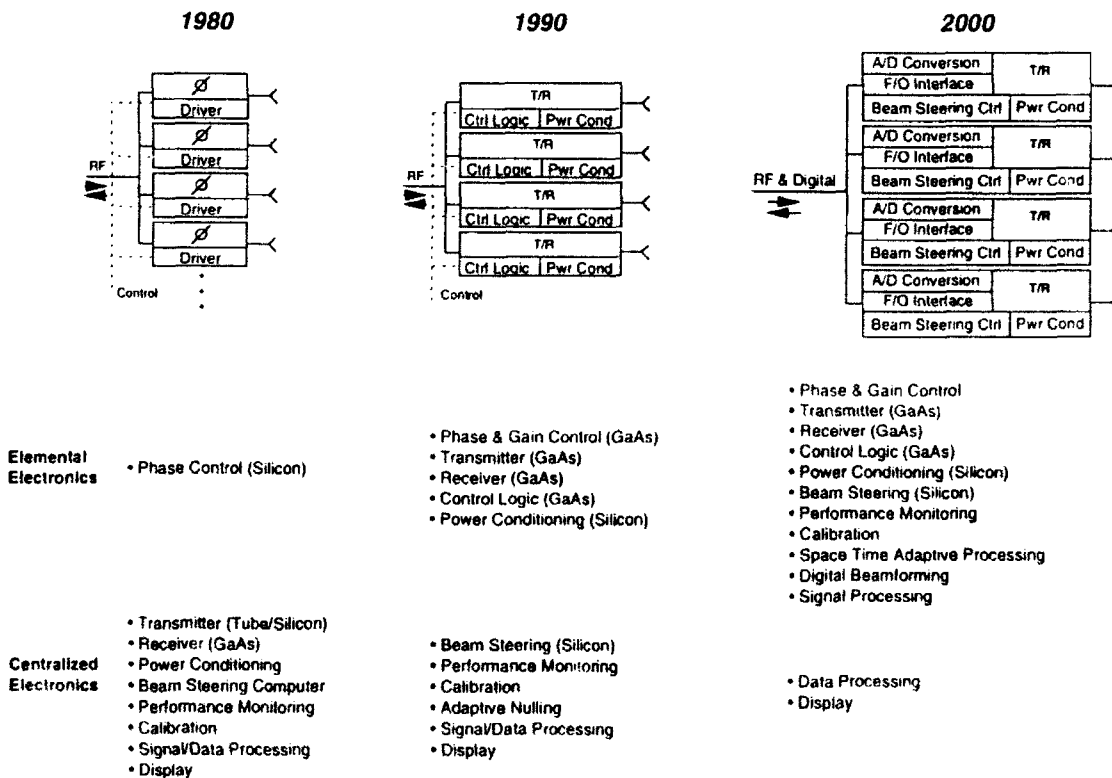 1980
Ø
Driver
Ø
Driver
Ø
Driver
Ø
Driver
RF
Control
1990
T/R
Ctrl Logic Pwr Cond
T/R
Ctrl Logic Pwr Cond
T/R
Ctrl Logic Pwr Cond
T/R
Ctrl Logic Pwr Cond
RF
Control
2000
A/D Conversion
T/R
F/O Interface
Beam Steering Ctrl Pwr Cond
A/D Conversion
T/R
F/O Interface
Beam Steering Ctrl Pwr Cond
A/D Conversion
T/R
F/O Interface
Beam Steering Ctrl Pwr Cond
A/D Conversion
T/R
F/O Interface
Beam Steering Ctrl Pwr Cond
RF & Digital
Elemental
Electronics
• Phase Control (Silicon)
• Phase & Gain Control (GaAs)
• Transmitter (GaAs)
• Receiver (GaAs)
• Control Logic (GaAs)
• Power Conditioning (Silicon)
• Phase & Gain Control
• Transmitter (GaAs)
• Receiver (GaAs)
• Control Logic (GaAs)
• Power Conditioning (Silicon)
• Beam Steering (Silicon)
• Performance Monitoring
• Calibration
• Space Time Adaptive Processing
• Digital Beamforming
• Signal Processing
Centralized
Electronics
• Transmitter (Tube/Silicon)
• Receiver (GaAs)
• Power Conditioning
• Beam Steering Computer
• Performance Monitoring
• Calibration
• Signal/Data Processing
• Display
• Beam Steering (Silicon)
• Performance Monitoring
• Calibration
• Adaptive Nulling
• Signal/Data Processing
• Display
• Data Processing
• Display